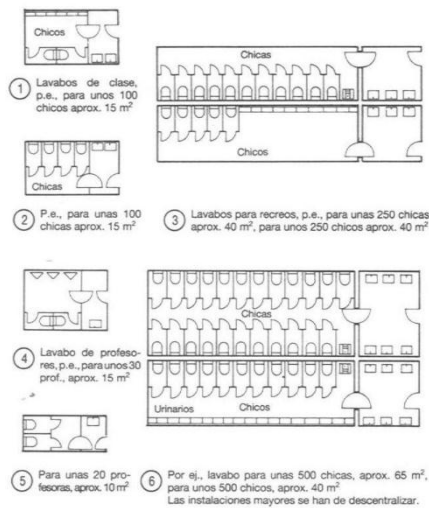 Chicos
1 Lavabos de clase,
p.e., para unos 100
chicos aprox. 15 m²
Chicas
2 P.e., para unas 100
chicas aprox. 15 m²
Chicas
Chicos
3 Lavabos para recreos, p.e., para unas 250 chicas
aprox. 40 m², para unos 250 chicos aprox. 40 m²
4 Lavabo de profeso-
res, p.e., para unos 30
prof., aprox. 15 m²
5 Para unas 20 pro-
fesoras, aprox. 10 m²
Chicas
Urinarios Chicos
6 Por ej., lavabo para unas 500 chicas, aprox. 65 m²,
para unos 500 chicos, aprox. 40 m²
Las instalaciones mayores se han de descentralizar.